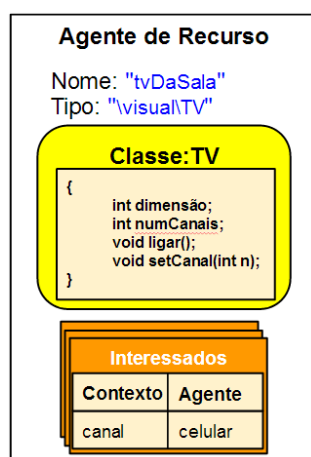 Agente de Recurso
Nome: "tvDaSala"
Tipo: "\visual\TV"
Classe:TV
{
int dimensão;
int numCanais;
void ligar();
void setCanal(int n);
}
Interessados
Contexto Agente
canal celular